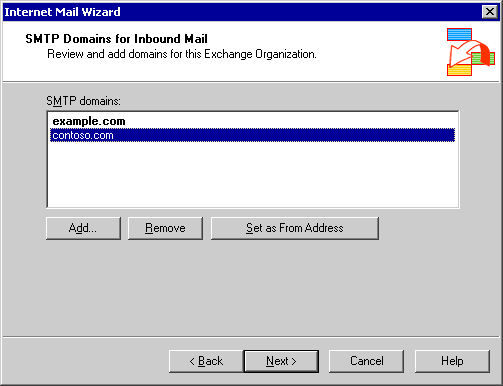 Internet Mail Wizard
SMTP Domains for Inbound Mail
Review and add domains for this Exchange Organization.
SMTP domains:
example.com
contoso.com
Add... Remove Set as From Address
< Back Next > Cancel Help